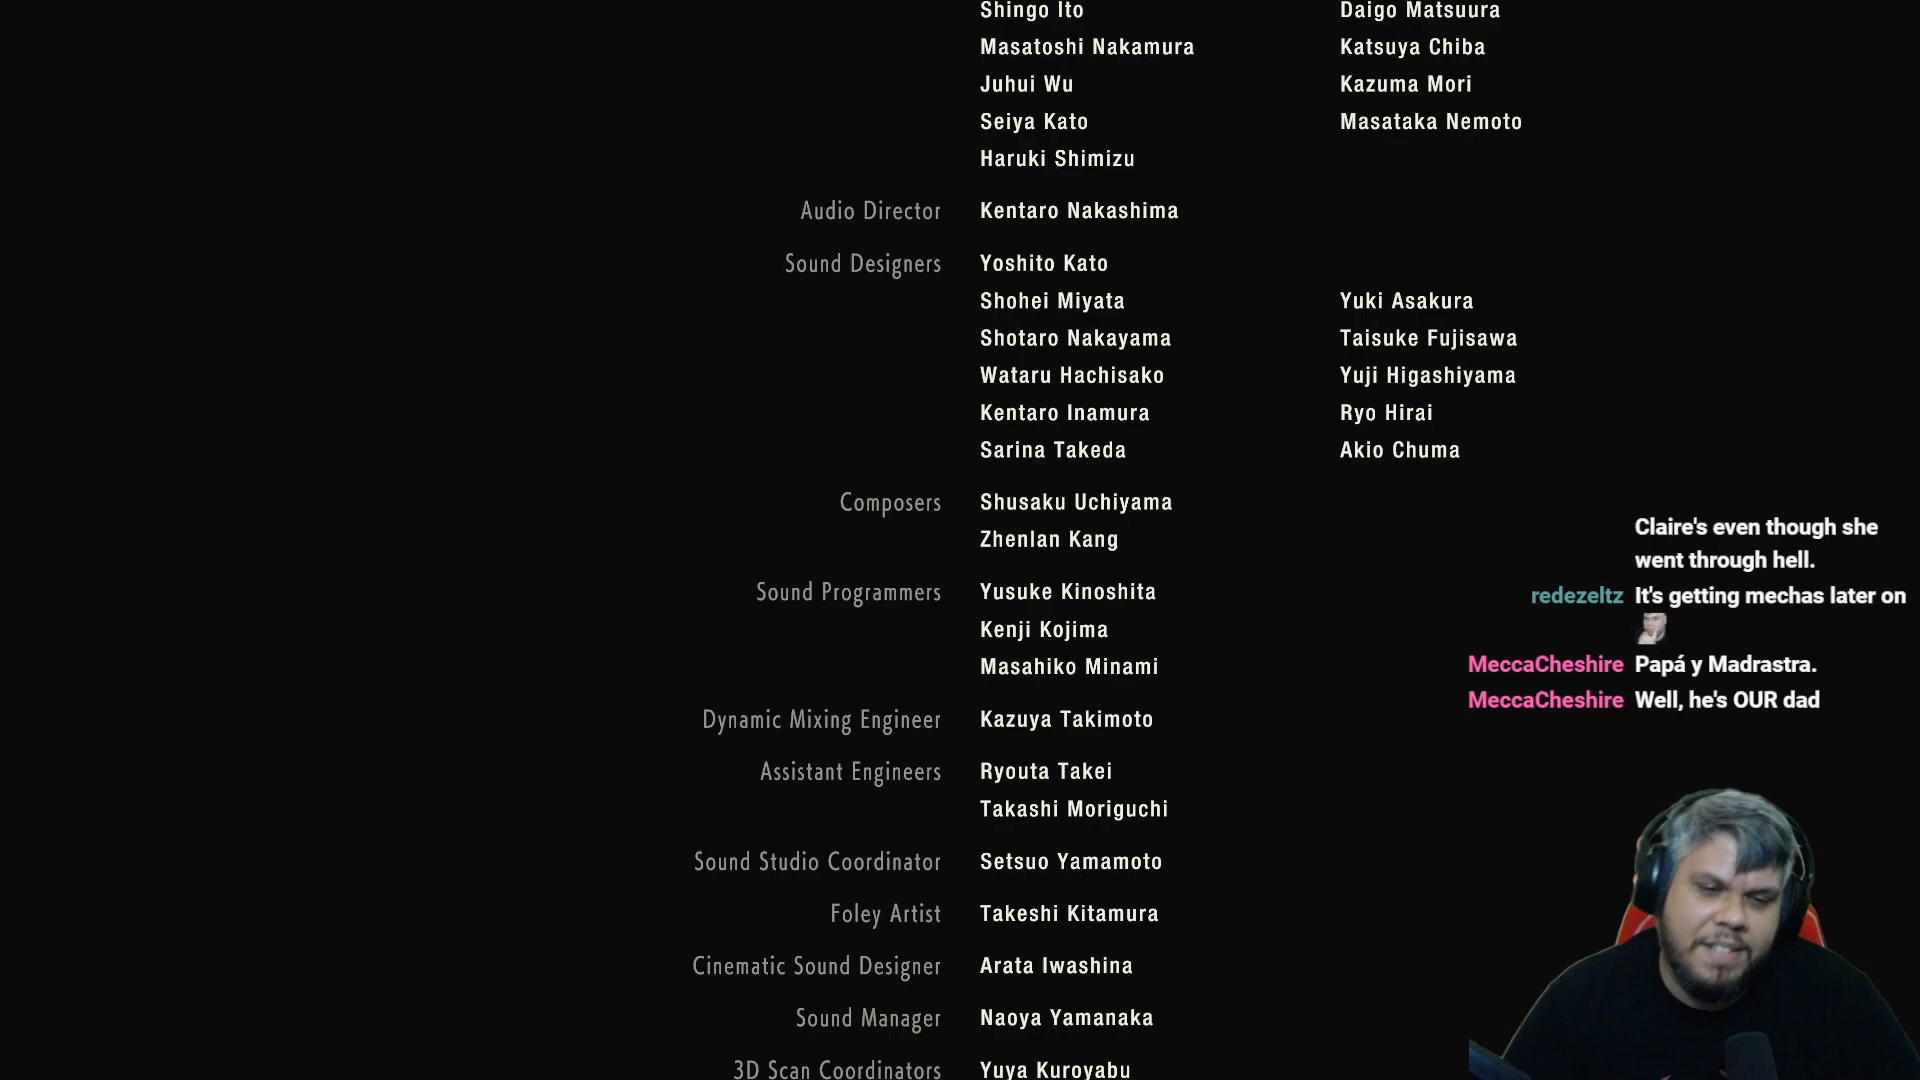 Shingo Ito Daigo Matsuura
Masatoshi Nakamura Katsuya Chiba
Juhui Wu Kazuma Mori
Seiya Kato Masataka Nemoto
Haruki Shimizu
Audio Director Kentaro Nakashima
Sound Designers Yoshito Kato
Shohei Miyata Yuki Asakura
Shotaro Nakayama Taisuke Fujisawa
Wataru Hachisako Yuji Higashiyama
Kentaro Inamura Ryo Hirai
Sarina Takeda Akio Chuma
Composers Shusaku Uchiyama
Zhenlan Kang
Sound Programmers Yusuke Kinoshita
Kenji Kojima
Masahiko Minami
Dynamic Mixing Engineer Kazuya Takimoto
Assistant Engineers Ryouta Takei
Takashi Moriguchi
Sound Studio Coordinator Setsuo Yamamoto
Foley Artist Takeshi Kitamura
Cinematic Sound Designer Arata Iwashina
Sound Manager Naoya Yamanaka
3D Scan Coordinators Yuya Kuroyabu
Claire's even though she
went through hell.
redezeltz It's getting mechas later on
MeccaCheshire Papá y Madrastra.
MeccaCheshire Well, he's OUR dad